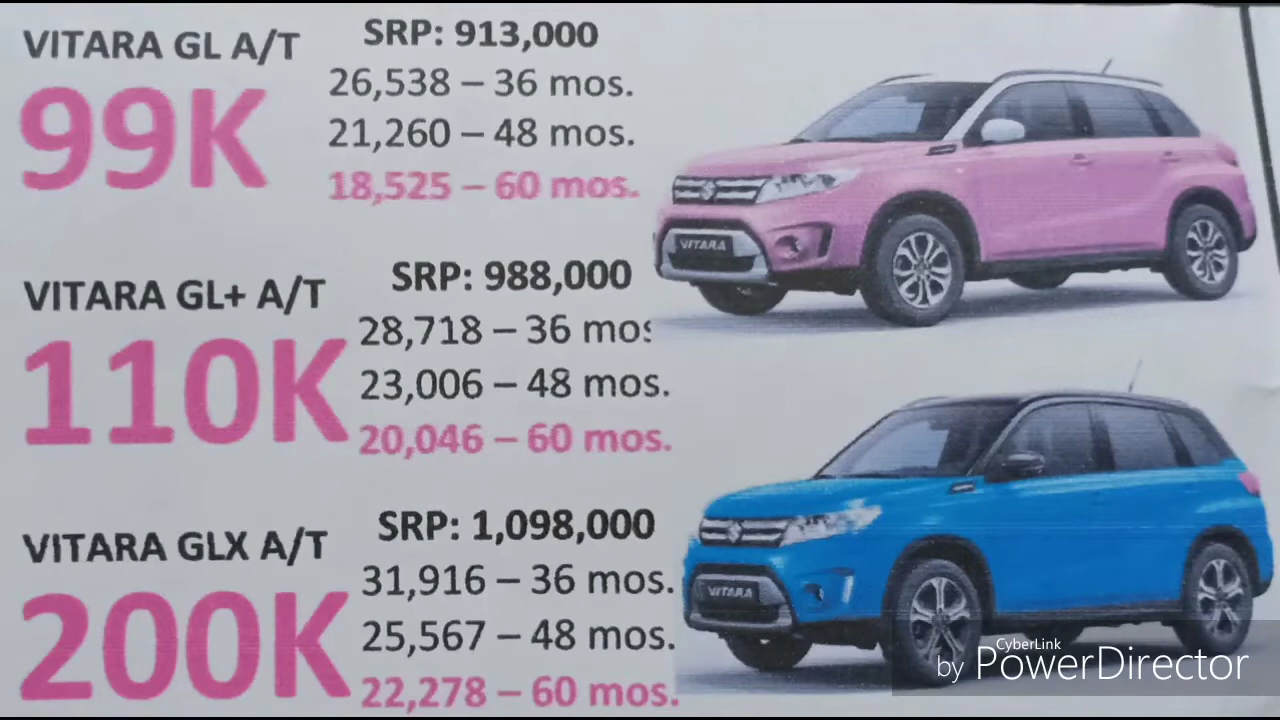 VITARA GL A/T
99K
SRP: 913,000
26,538 – 36 mos.
21,260 – 48 mos.
18,525 – 60 mos.
VITARA
VITARA GL+ A/T
110K
SRP: 988,000
28,718 – 36 mos
23,006 – 48 mos.
20,046 – 60 mos.
VITARA GLX A/T
200K
SRP: 1,098,000
31,916 – 36 mos.
25,567 – 48 mos.
22,278 – 60 mos.
VITARA
CyberLink
by PowerDirector